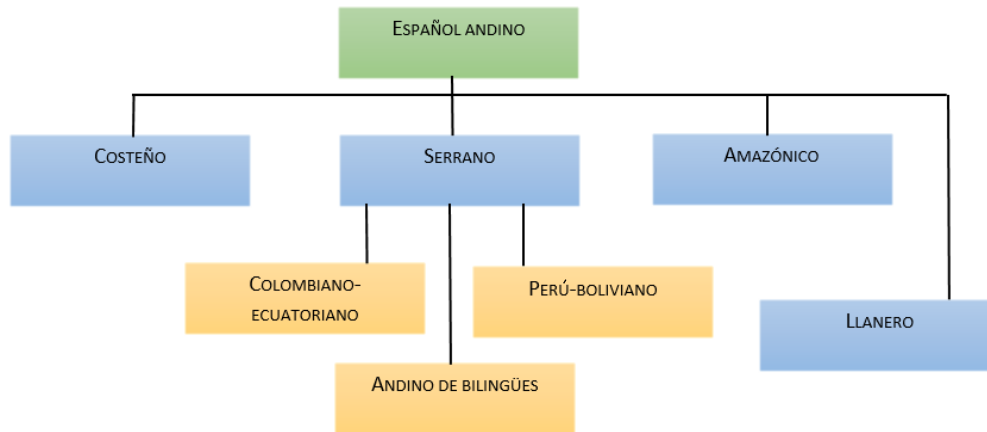 ESPAÑOL ANDINO
COSTEÑO
SERRANO
AMAZÓNICO
COLOMBIANO-
ECUATORIANO
PERÚ-BOLIVIANO
LLANERO
ANDINO DE BILINGÜES